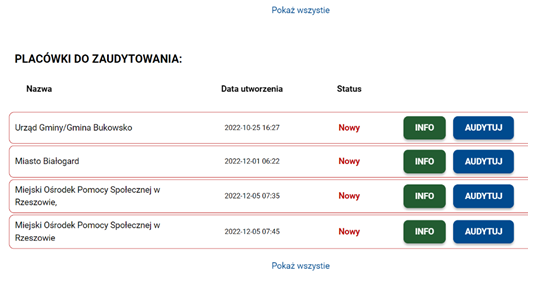 Pokaż wszystie
PLACÓWKI DO ZAUDYTOWANIA:
Nazwa Data utworzenia Status
Urząd Gminy/Gmina Bukowsko 2022-10-25 16:27 Nowy INFO AUDYTUJ
Miasto Białogard 2022-12-01 06:22 Nowy INFO AUDYTUJ
Miejski Ośrodek Pomocy Społecznej w
Rzeszowie, 2022-12-05 07:35 Nowy INFO AUDYTUJ
Miejski Ośrodek Pomocy Społecznej w
Rzeszowie 2022-12-05 07:45 Nowy INFO AUDYTUJ
Pokaż wszystie